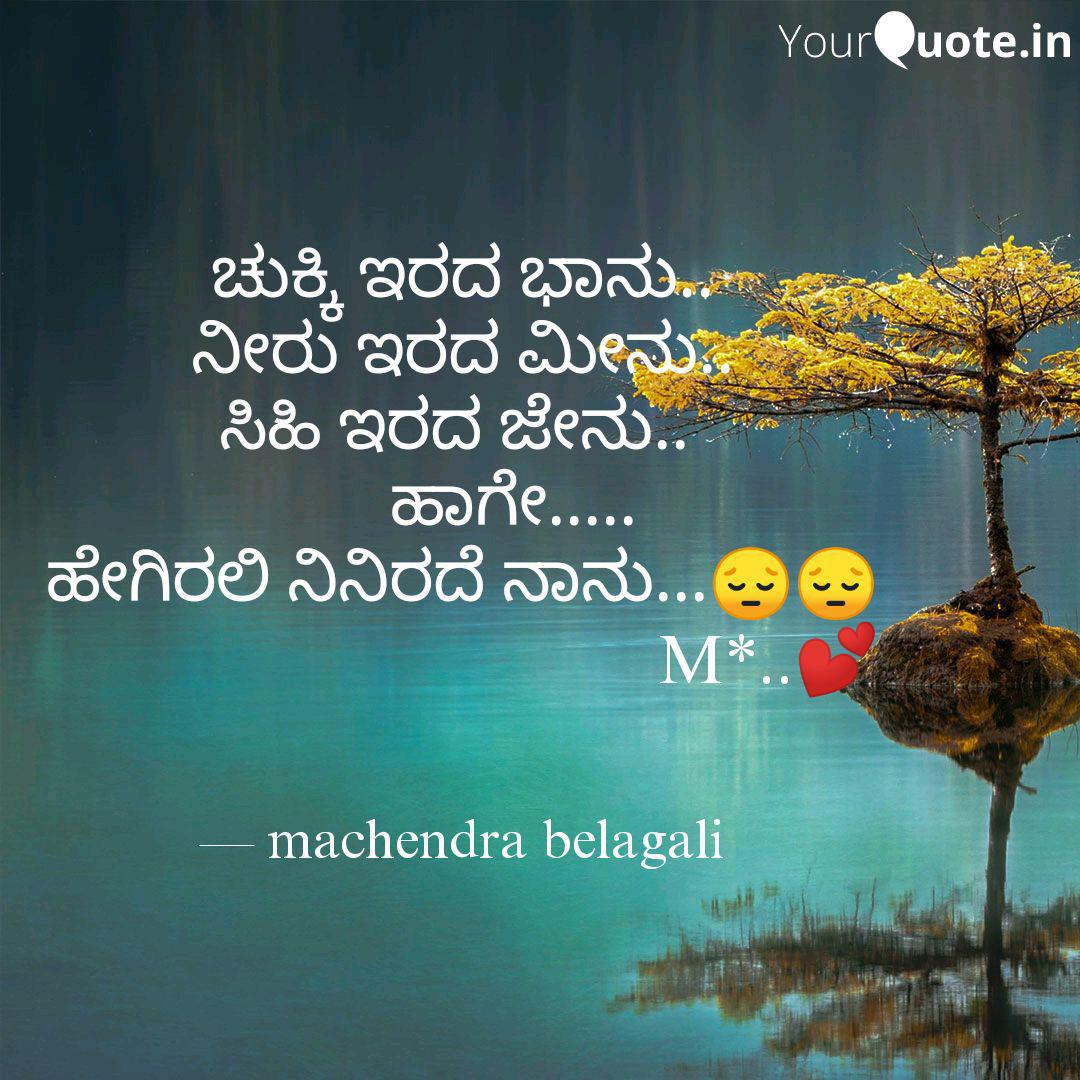 YourQuote.in
ಚುಕ್ಕಿ ಇರದ ಭಾನು..
ನೀರು ಇರದ ಮೀನು..
ಸಿಹಿ ಇರದ ಜೇನು..
ಹಾಗೇ.....
ಹೇಗಿರಲಿ ನಿನಿರದೆ ನಾನು...😔😔
M*..💕
— machendra belagali